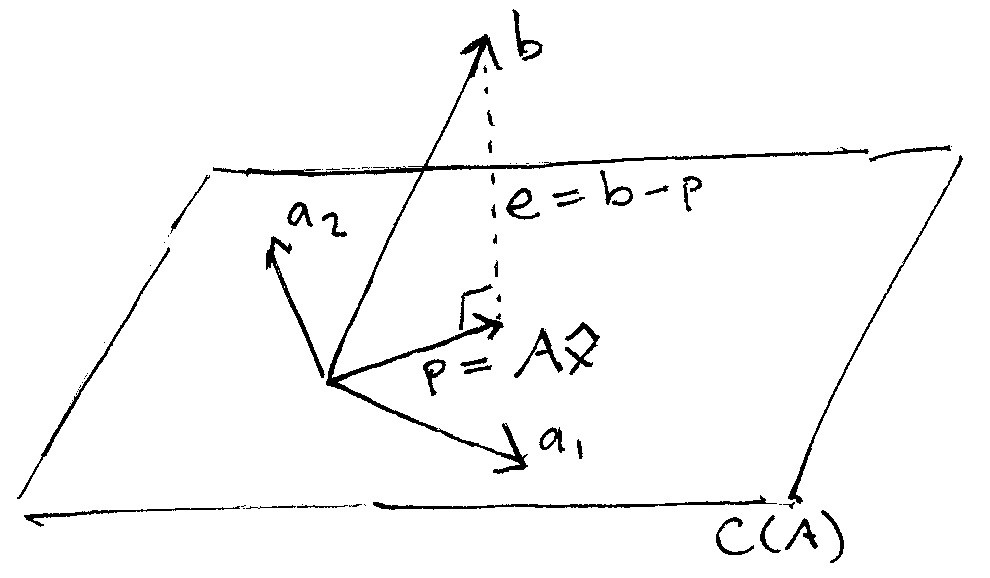 b
e = b - p
a₂
p = Ax̂
a₁
C(A)